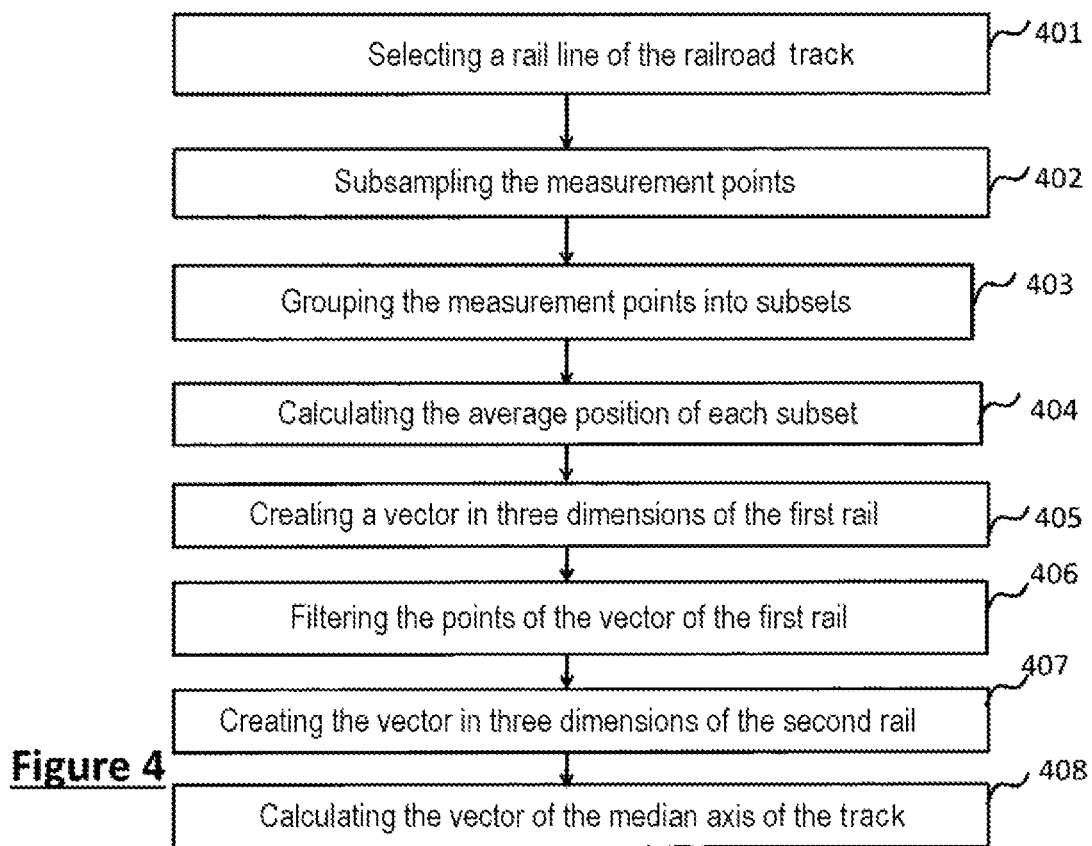 Selecting a rail line of the railroad track
401
Subsampling the measurement points
402
Grouping the measurement points into subsets
403
Calculating the average position of each subset
404
Creating a vector in three dimensions of the first rail
405
Filtering the points of the vector of the first rail
406
Creating the vector in three dimensions of the second rail
407
Figure 4
Calculating the vector of the median axis of the track
408